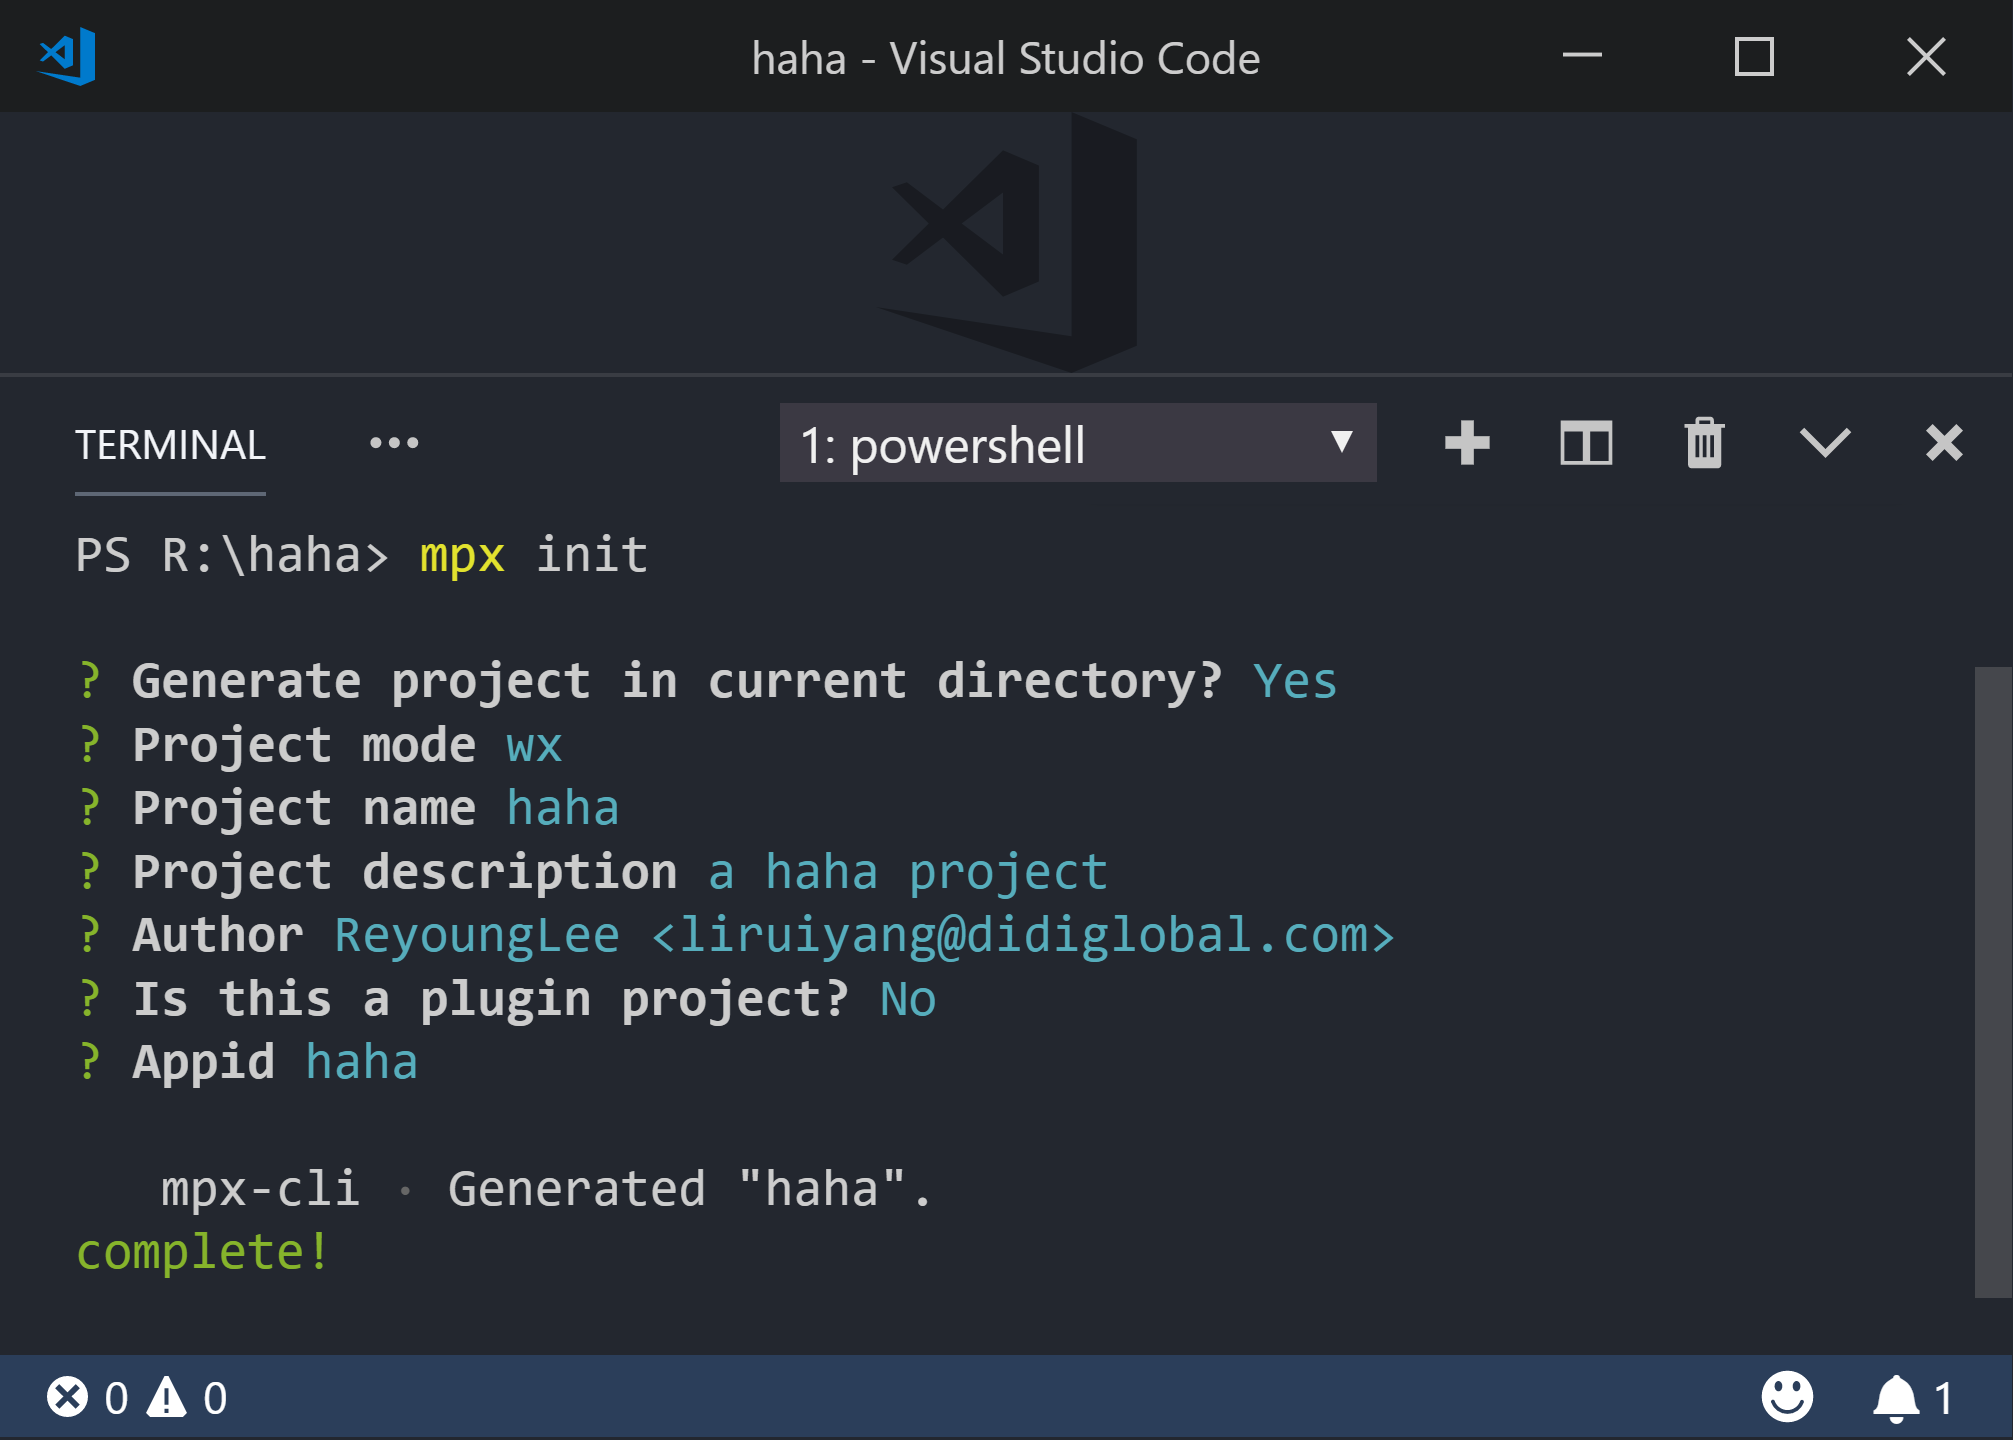 haha - Visual Studio Code
TERMINAL ••• 1: powershell
PS R:\haha> mpx init
? Generate project in current directory? Yes
? Project mode wx
? Project name haha
? Project description a haha project
? Author ReyoungLee <liruiyang@didiglobal.com>
? Is this a plugin project? No
? Appid haha
mpx-cli · Generated "haha".
complete!
0 0 1